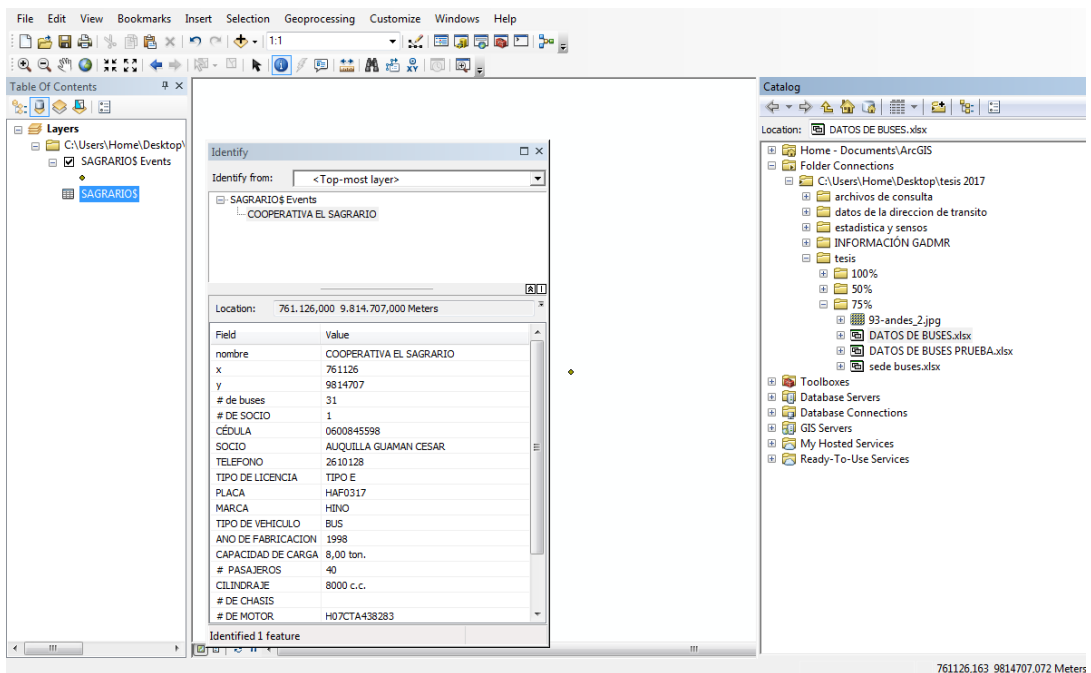 File Edit View Bookmarks Insert Selection Geoprocessing Customize Windows Help
1:1
Table Of Contents
Layers
C:\Users\Home\Desktop\
SAGRARIO$ Events
SAGRARIO$
Identify
Identify from: <Top-most layer>
SAGRARIO$ Events
COOPERATIVA EL SAGRARIO
Location: 761.126,000 9.814.707,000 Meters
Field Value
nombre COOPERATIVA EL SAGRARIO
x 761126
y 9814707
# de buses 31
# DE SOCIO 1
CÉDULA 0600845598
SOCIO AUQUILLA GUAMAN CESAR
TELEFONO 2610128
TIPO DE LICENCIA TIPO E
PLACA HAF0317
MARCA HINO
TIPO DE VEHICULO BUS
ANO DE FABRICACION 1998
CAPACIDAD DE CARGA 8,00 ton.
# PASAJEROS 40
CILINDRAJE 8000 c.c.
# DE CHASIS
# DE MOTOR H07CTA438283
Identified 1 feature
Catalog
Location: DATOS DE BUSES.xlsx
Home - Documents\ArcGIS
Folder Connections
C:\Users\Home\Desktop\tesis 2017
archivos de consulta
datos de la direccion de transito
estadistica y sensos
INFORMACIÓN GADMR
tesis
100%
50%
75%
93-andes_2.jpg
DATOS DE BUSES.xlsx
DATOS DE BUSES PRUEBA.xlsx
sede buses.xlsx
Toolboxes
Database Servers
Database Connections
GIS Servers
My Hosted Services
Ready-To-Use Services
761126,163 9814707,072 Meters